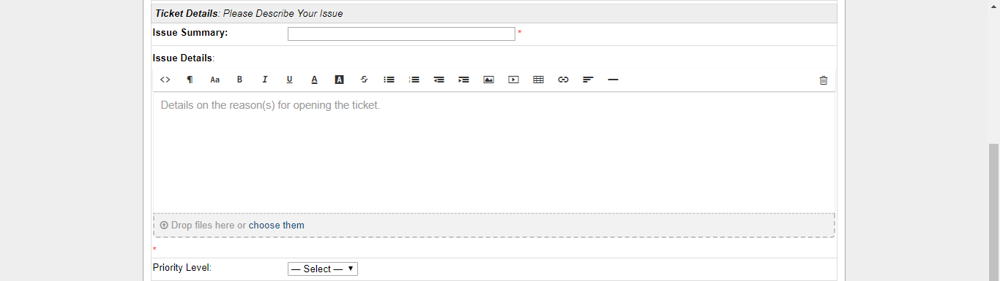 Ticket Details: Please Describe Your Issue
Issue Summary: *
Issue Details:
<> ¶ Aa B I U A A S
Details on the reason(s) for opening the ticket.
Drop files here or choose them
*
Priority Level: — Select — ▼